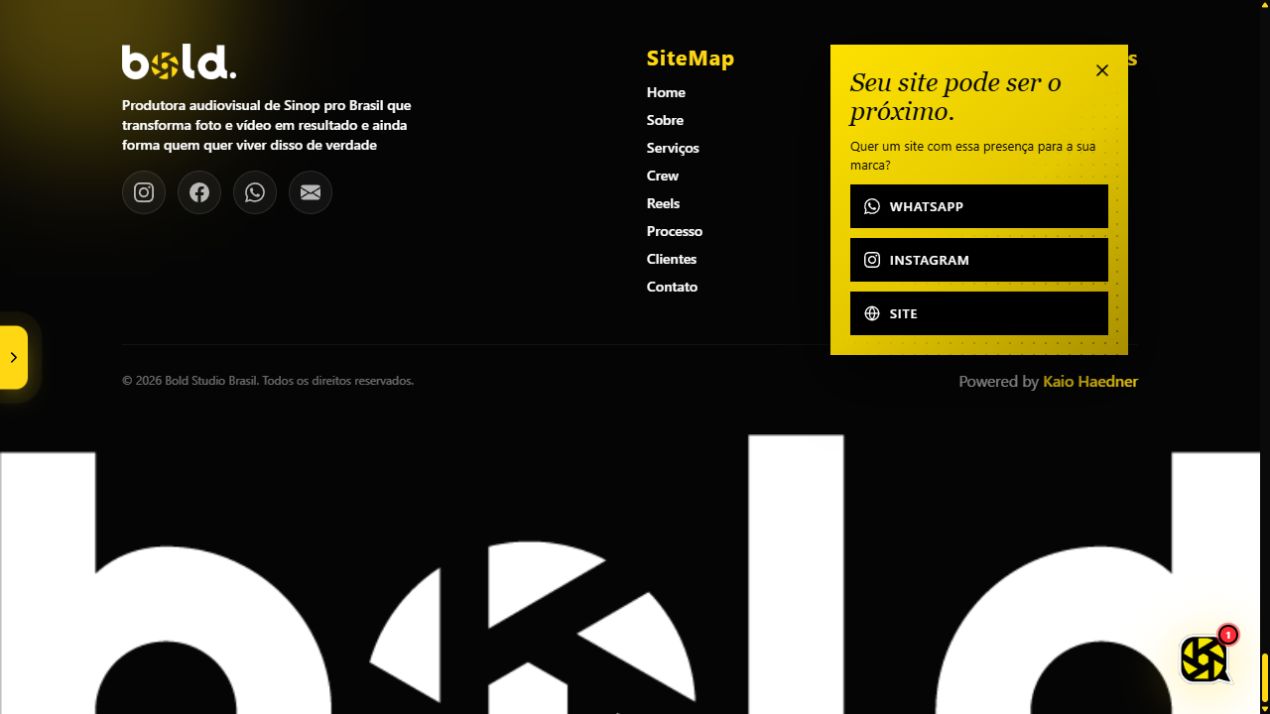 bold.
Produtora audiovisual de Sinop pro Brasil que
transforma foto e vídeo em resultado e ainda
forma quem quer viver disso de verdade
SiteMap
Home
Sobre
Serviços
Crew
Reels
Processo
Clientes
Contato
s
Seu site pode ser o
próximo.
Quer um site com essa presença para a sua
marca?
WHATSAPP
INSTAGRAM
SITE
© 2026 Bold Studio Brasil. Todos os direitos reservados.
Powered by Kaio Haedner
bold
1